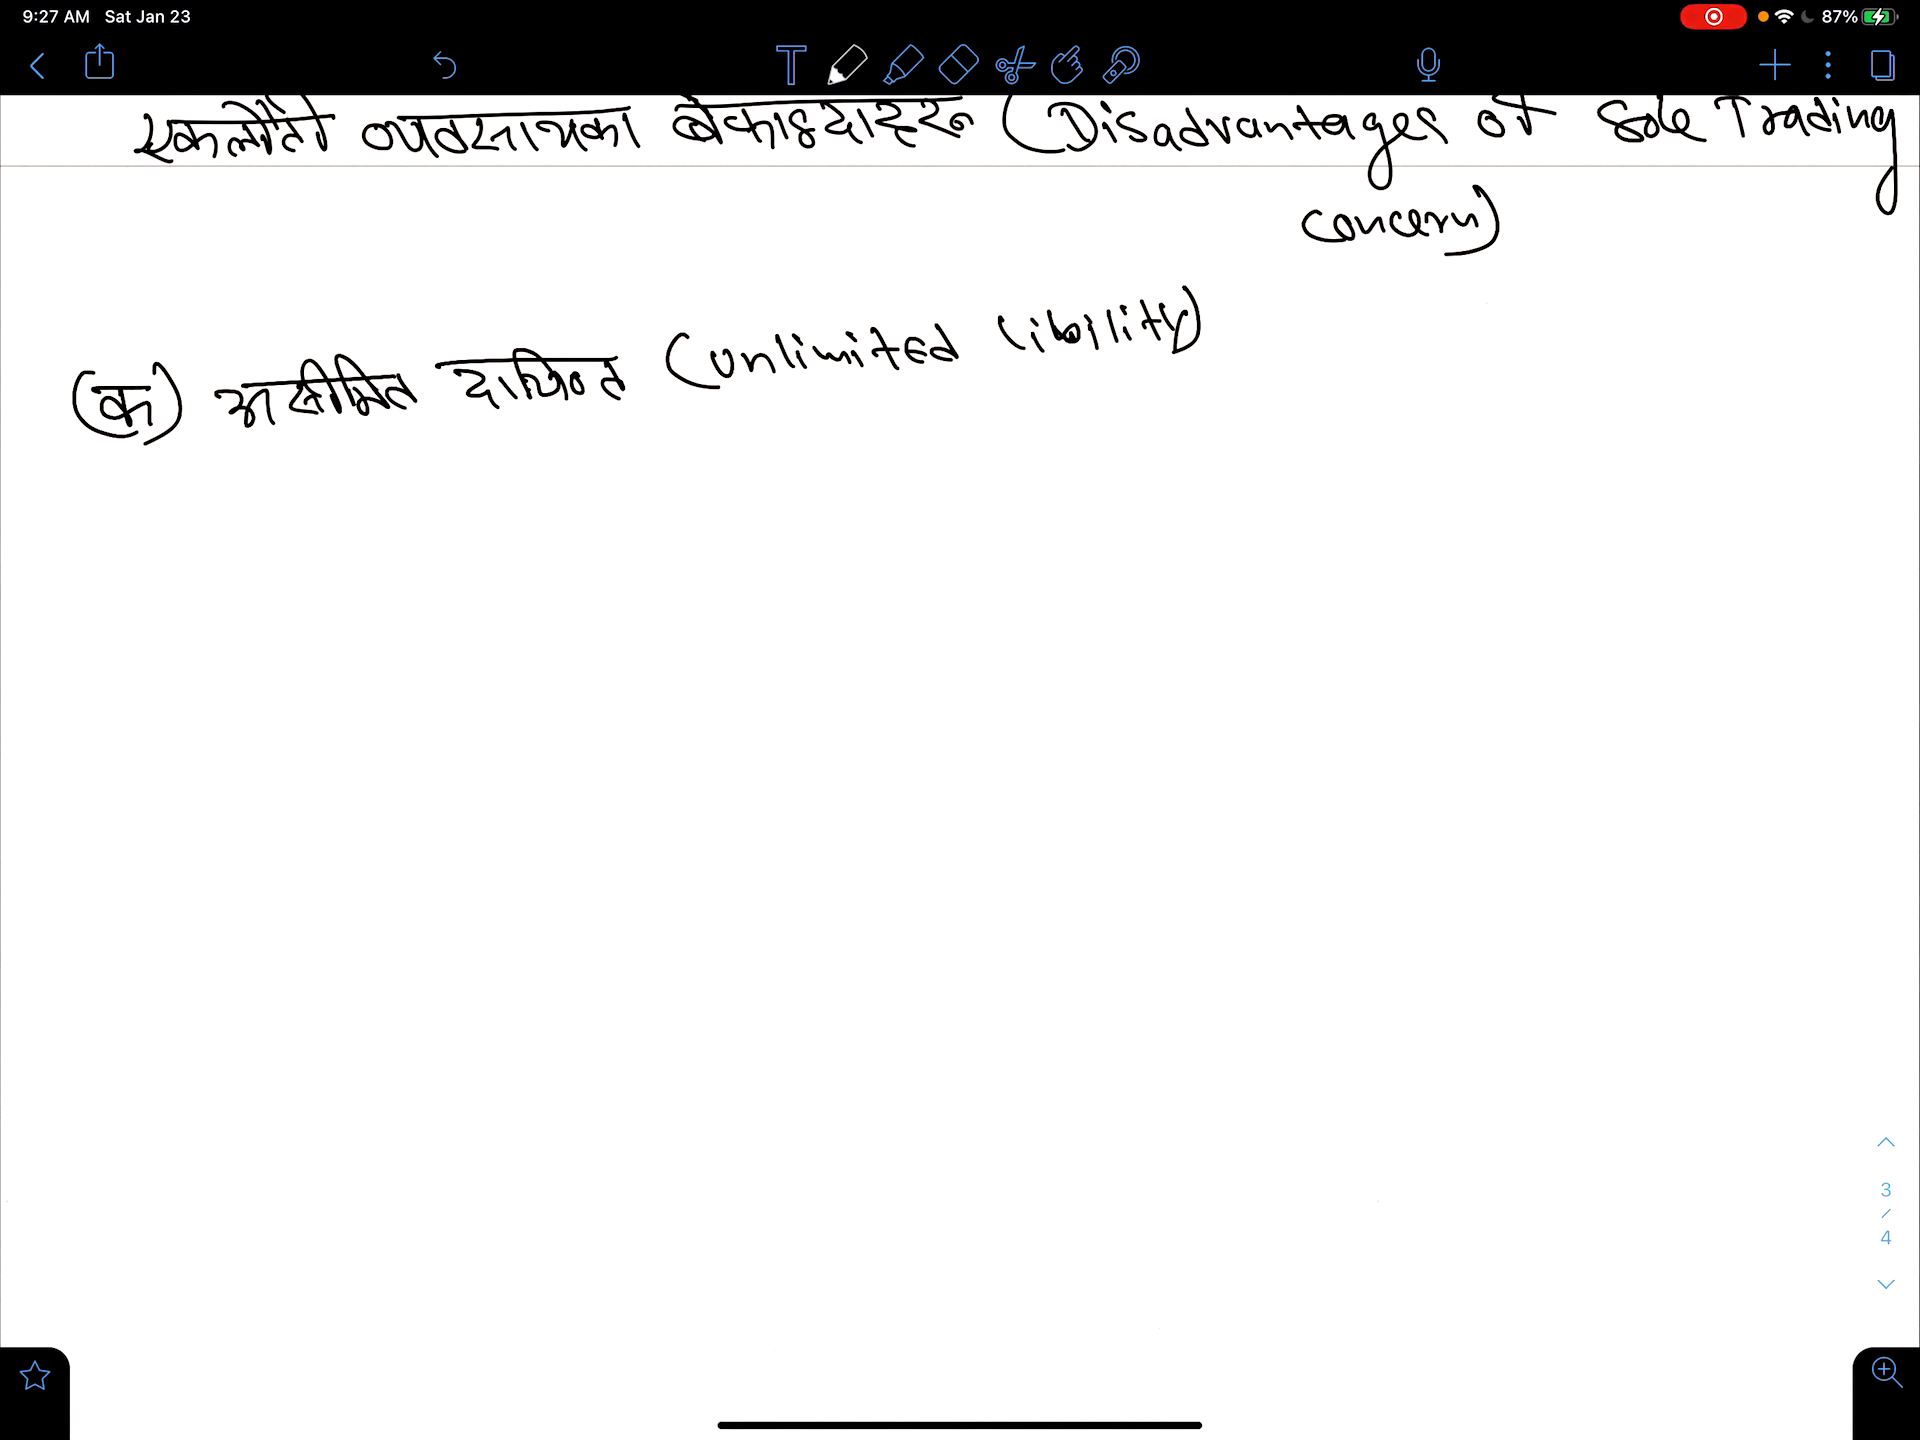 9:27 AM Sat Jan 23
87%
एकलौटी व्यवसायका बेफाइदाहरू (Disadvantages of Sole Trading
concern)
(क) असीमित दायित्व (unlimited libility)
3
/
4